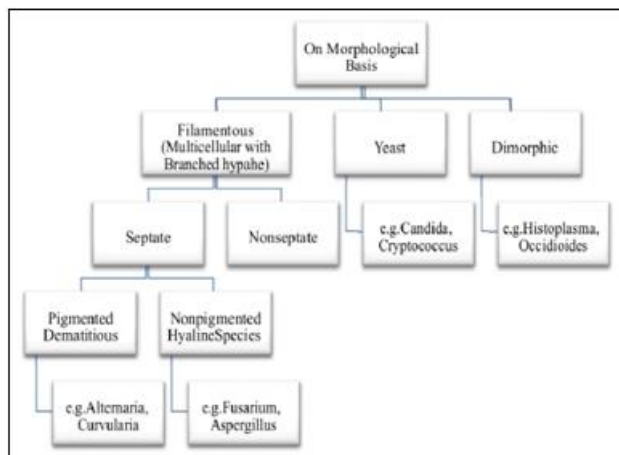 On Morphological
Basis
Filamentous
(Multicellular with
Branched hypahe)
Yeast
Dimorphic
Septate
Nonseptate
e.g.Candida,
Cryptococcus
e.g.Histoplasma,
Occidioides
Pigmented
Dematitious
Nonpigmented
HyalineSpecies
e.g.Alternaria,
Curvularia
e.g.Fusarium,
Aspergillus